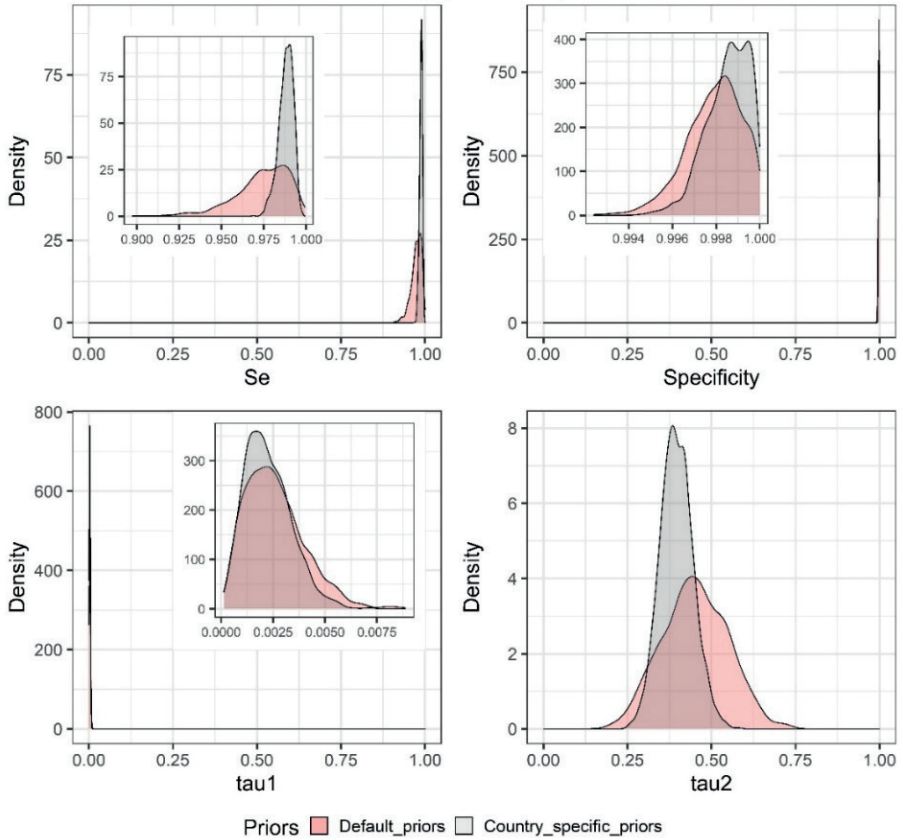 Density
75
50
25
0
75
50
25
0
0.900 0.925 0.950 0.975 1.000
0.00 0.25 0.50 0.75 1.00
Se
Density
750
500
250
0
400
300
200
100
0
0.994 0.996 0.998 1.000
0.00 0.25 0.50 0.75 1.00
Specificity
Density
800
600
400
200
0
300
200
100
0
0.0000 0.0025 0.0050 0.0075
0.00 0.25 0.50 0.75 1.00
tau1
Density
8
6
4
2
0
0.00 0.25 0.50 0.75 1.00
tau2
Priors Default_priors Country_specific_priors